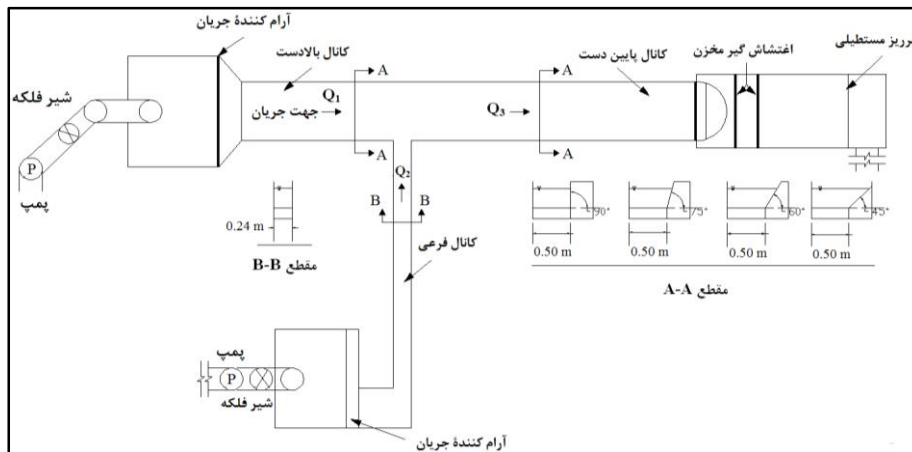 آرام کنندهٔ جریان
کانال بالادست
شیر فلکه
پمپ
P
A
A
Q1
جهت جریان
A
A
کانال پایین دست
Q3
A
A
اغتشاش گیر مخزن
سرریز مستطیلی
Q2
B
B
0.24 m
مقطع B-B
کانال فرعی
90°
75°
60°
45°
0.50 m
0.50 m
0.50 m
0.50 m
مقطع A-A
پمپ
P
شیر فلکه
آرام کنندهٔ جریان